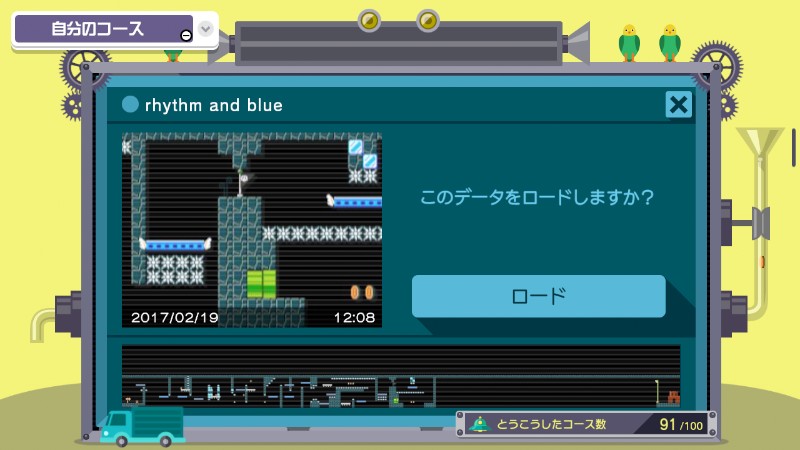 自分のコース
rhythm and blue
このデータをロードしますか?
ロード
2017/02/19 12:08
とうこうしたコース数 91/100